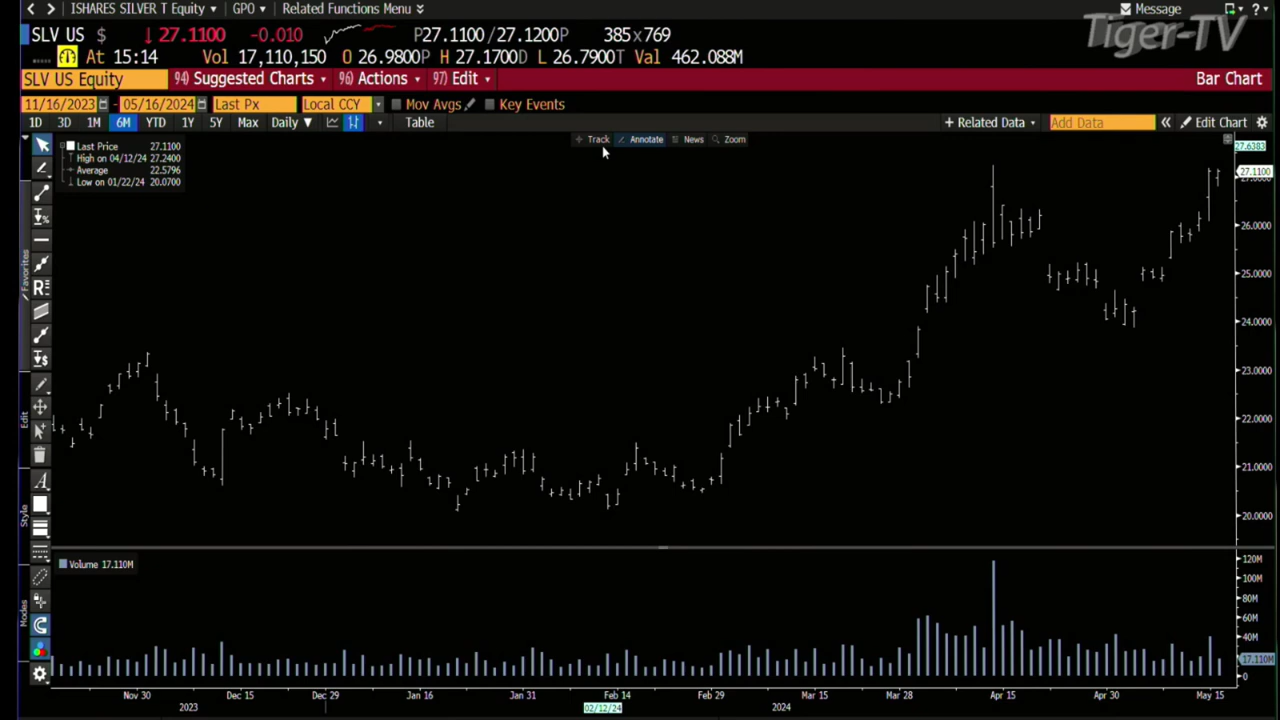 ISHARES SILVER T Equity GPO Related Functions Menu Message
Tiger-TV
SLV US $ ↓ 27.1100 -0.010 P27.1100/27.1200P 385x769
At 15:14 Vol 17,110,150 O 26.9800P H 27.1700D L 26.7900T Val 462.088M
SLV US Equity 94) Suggested Charts 96) Actions 97) Edit Bar Chart
11/16/2023 - 05/16/2024 Last Px Local CCY Mov Avgs Key Events
1D 3D 1M 6M YTD 1Y 5Y Max Daily Table + Related Data Add Data Edit Chart
Track Annotate News Zoom
Last Price 27.1100
High on 04/12/24 27.2400
Average 22.5796
Low on 01/22/24 20.0700
Favorites
Edit
Style
Modes
27.6383
27.1100
26.0000
25.0000
24.0000
23.0000
22.0000
21.0000
20.0000
Volume 17.110M
120M
100M
80M
60M
40M
17.110M
0
Nov 30 Dec 15 Dec 29 Jan 16 Jan 31 Feb 14 Feb 29 Mar 15 Mar 28 Apr 15 Apr 30 May 15
2023 02/12/24 2024